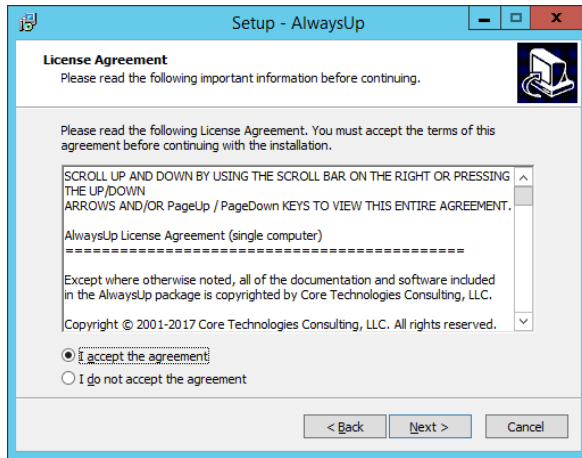 Setup - AlwaysUp
License Agreement
Please read the following important information before continuing.
Please read the following License Agreement. You must accept the terms of this
agreement before continuing with the installation.
SCROLL UP AND DOWN BY USING THE SCROLL BAR ON THE RIGHT OR PRESSING
THE UP/DOWN
ARROWS AND/OR PageUp / PageDown KEYS TO VIEW THIS ENTIRE AGREEMENT.
AlwaysUp License Agreement (single computer)
==============================================
Except where otherwise noted, all of the documentation and software included
in the AlwaysUp package is copyrighted by Core Technologies Consulting, LLC.
Copyright © 2001-2017 Core Technologies Consulting, LLC. All rights reserved.
I accept the agreement
I do not accept the agreement
< Back Next > Cancel